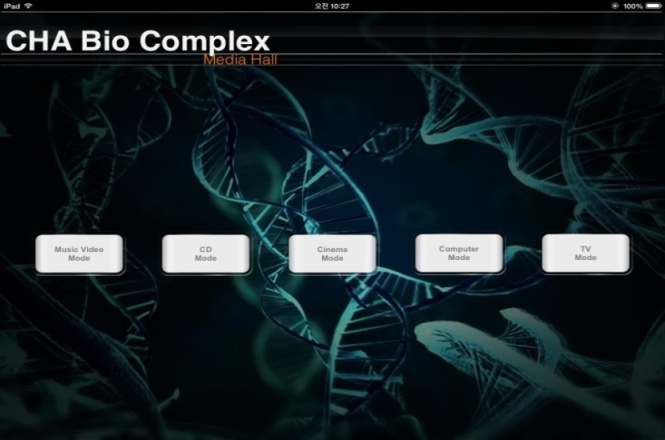 iPad 오전 10:27 100%
CHA Bio Complex
Media Hall
Music Video
Mode
CD
Mode
Cinema
Mode
Computer
Mode
TV
Mode